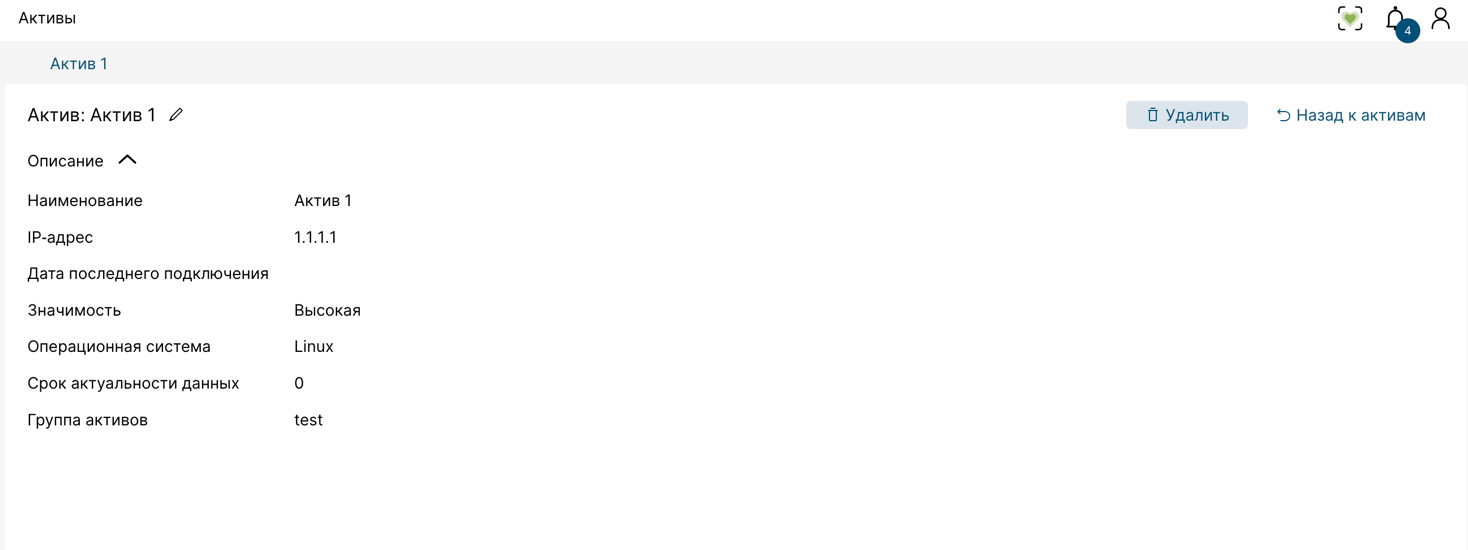 Активы
4
Актив 1
Актив: Актив 1
Удалить
Назад к активам
Описание
Наименование Актив 1
IP-адрес 1.1.1.1
Дата последнего подключения
Значимость Высокая
Операционная система Linux
Срок актуальности данных 0
Группа активов test